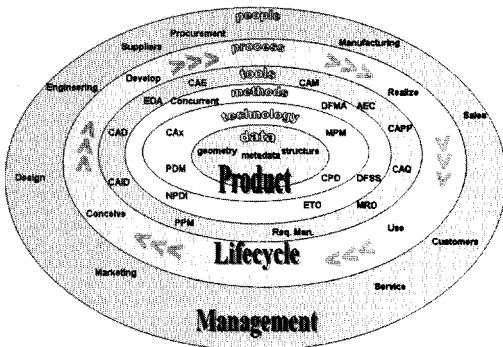 people
Procursment
Suppliers
Manufacturing
process
Engineering
Develop
Realize
tools
CAE
CAM
methods
EDA
Concurrent
DFMA
AEC
Sales
technology
CAD
CAx
data
MPM
CAPP
geometry
metadata
structure
Product
PDM
CPD
DFSS
CAQ
Design
CAiD
NPDI
ETO
MRO
Conceive
PPM
Req. Man.
Use
Customers
Lifecycle
Marketing
Service
Management